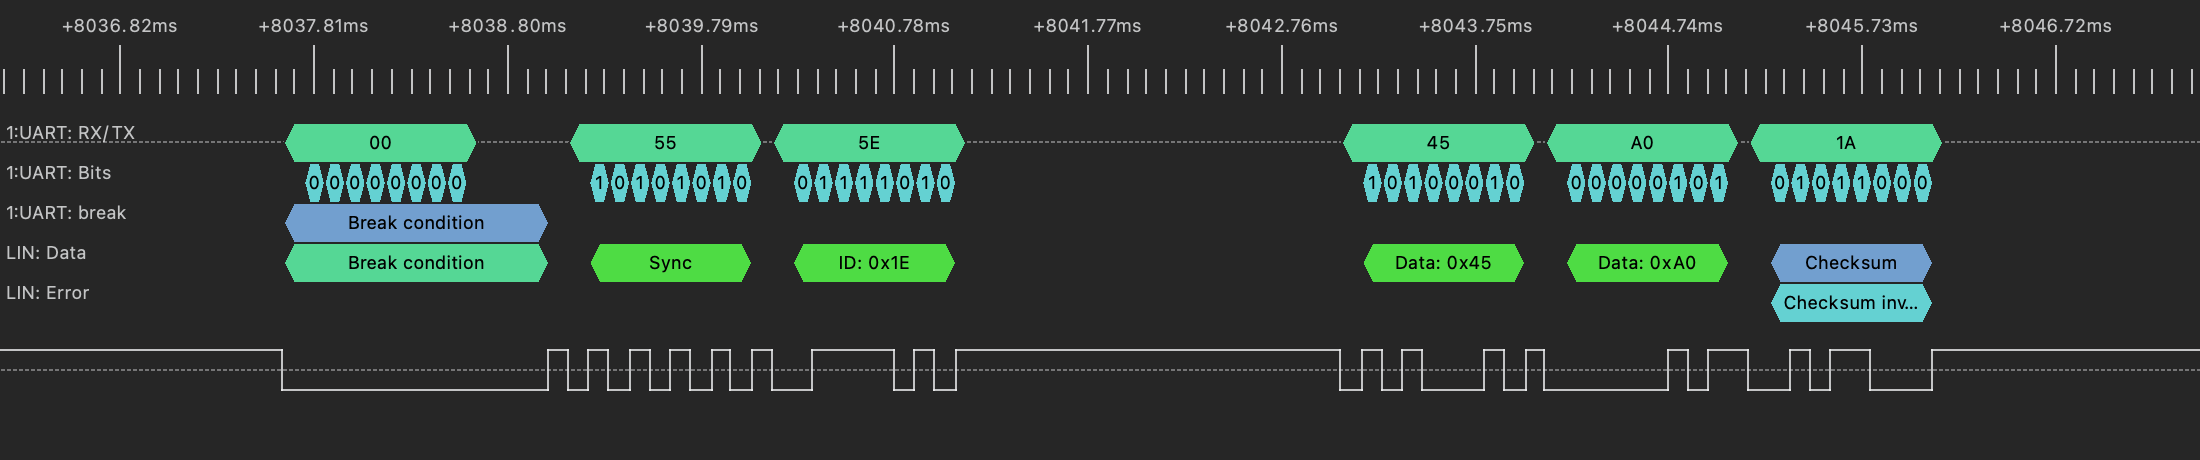 +8036.82ms +8037.81ms +8038.80ms +8039.79ms +8040.78ms +8041.77ms +8042.76ms +8043.75ms +8044.74ms +8045.73ms +8046.72ms
1:UART: RX/TX 00 55 5E 45 A0 1A
1:UART: Bits 0 0 0 0 0 0 0 0 1 0 1 0 1 0 1 0 0 1 1 1 1 0 1 0 1 0 1 0 0 0 1 0 0 0 0 0 0 1 0 1 0 1 0 1 1 0 0 0
1:UART: break Break condition
LIN: Data Break condition Sync ID: 0x1E Data: 0x45 Data: 0xA0 Checksum
LIN: Error Checksum inv...